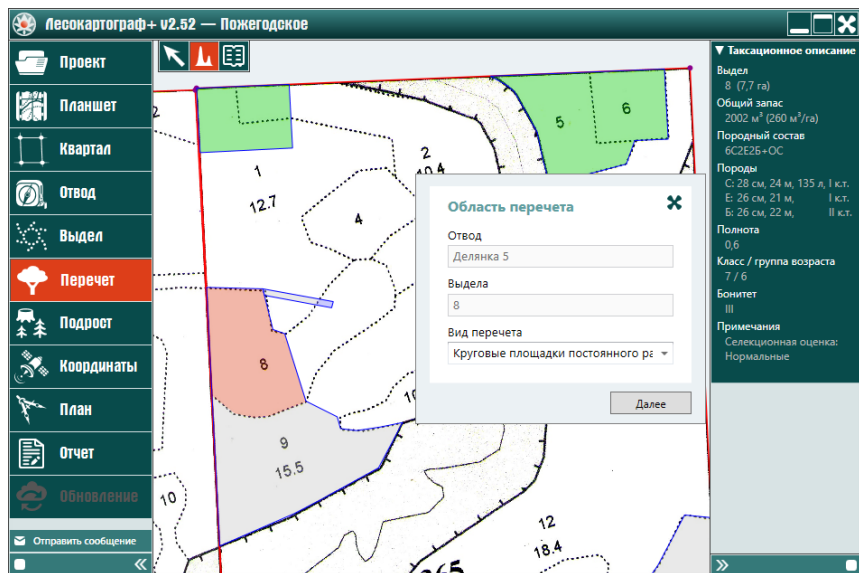 Лесокартограф+ v2.52 — Пожегодское
Проект
Планшет
Квартал
Отвод
Выдел
Перечет
Подрост
Координаты
План
Отчет
Обновление
Отправить сообщение
«
2
1
12.7
2
10.4
4
5
6
8
9
15.5
10
10
12
18.4
365
Область перечета
Отвод
Делянка 5
Выдела
8
Вид перечета
Круговые площадки постоянного ра
Далее
▼ Таксационное описание
Выдел
8 (7,7 га)
Общий запас
2002 м³ (260 м³/га)
Породный состав
6С2Е2Б+ОС
Породы
С: 28 см, 24 м, 135 л, I к.т.
Е: 26 см, 21 м, I к.т.
Б: 26 см, 22 м, II к.т.
Полнота
0,6
Класс / группа возраста
7 / 6
Бонитет
III
Примечания
Селекционная оценка:
Нормальные
»